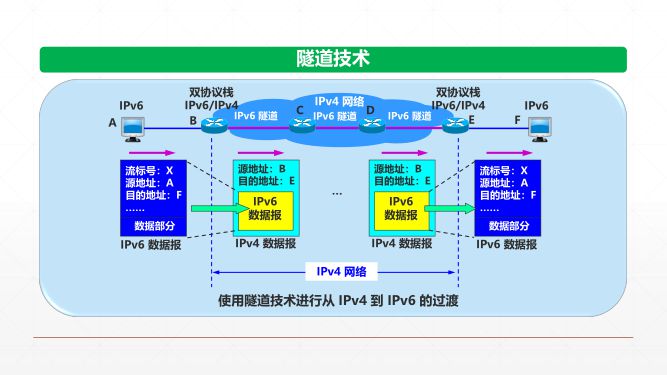 隧道技术
双协议栈
双协议栈
IPv6
IPv6/IPv4
IPv4 网络
IPv6/IPv4
IPv6
A
B
IPv6 隧道
C
IPv6 隧道
D
IPv6 隧道
E
F
流标号：X
源地址：A
目的地址：F
……
数据部分
IPv6 数据报
源地址：B
目的地址：E
IPv6
数据报
IPv4 数据报
…
源地址：B
目的地址：E
IPv6
数据报
IPv4 数据报
流标号：X
源地址：A
目的地址：F
……
数据部分
IPv6 数据报
IPv4 网络
使用隧道技术进行从 IPv4 到 IPv6 的过渡